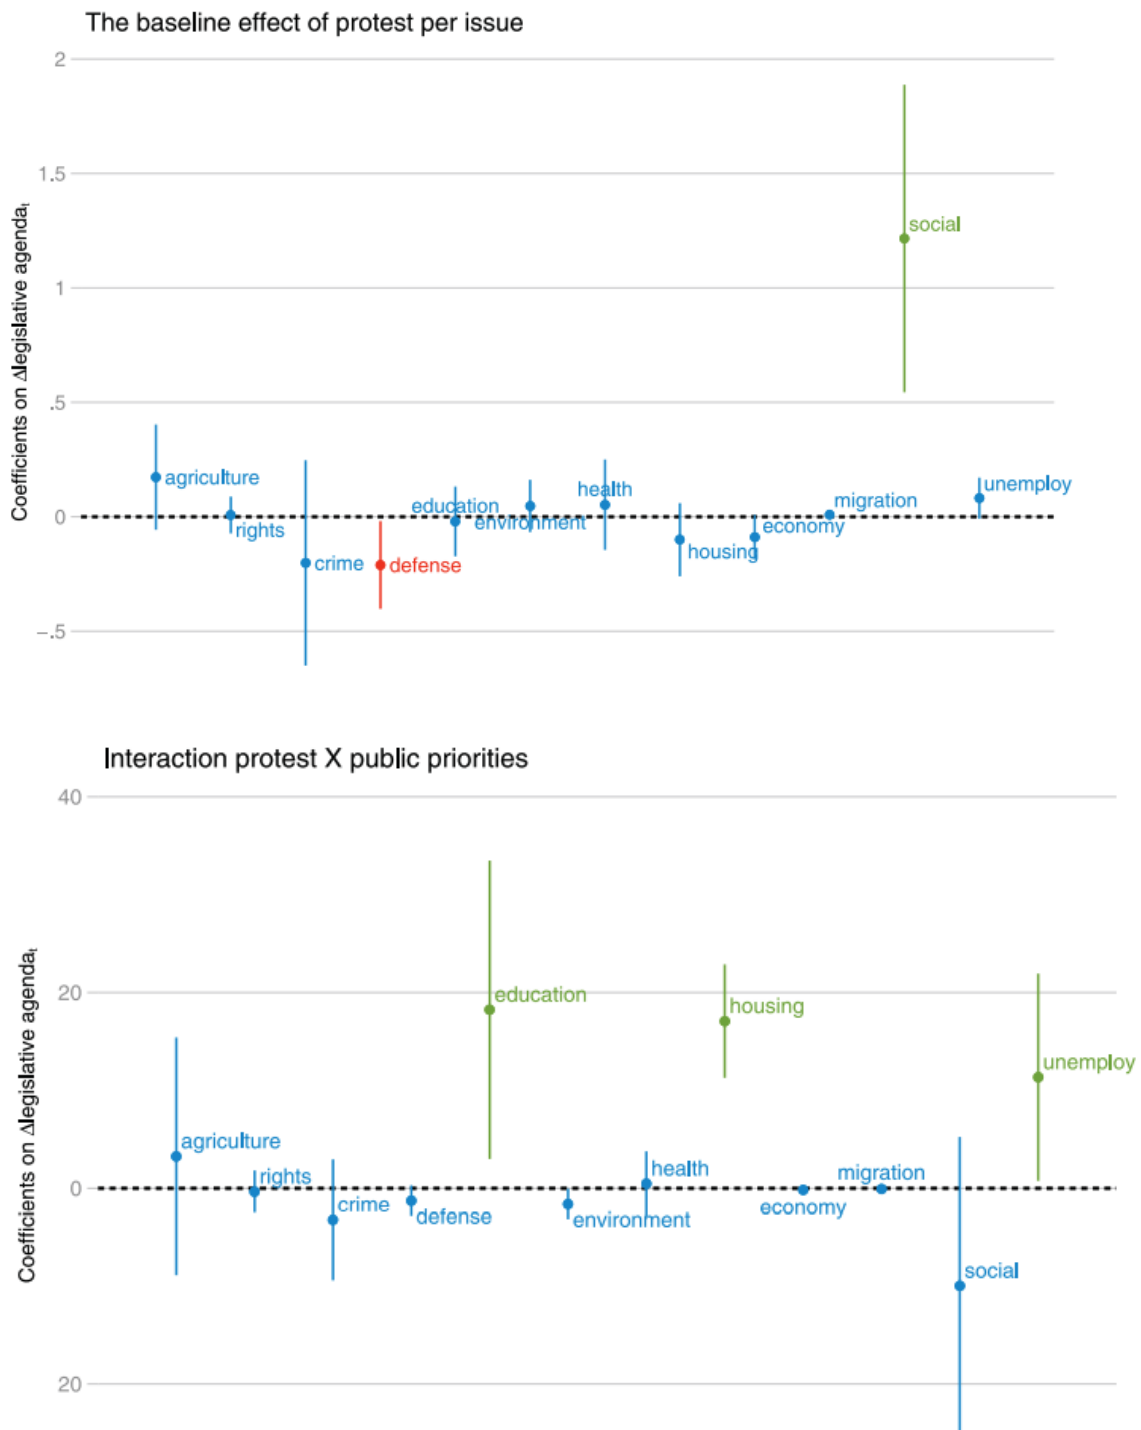 The baseline effect of protest per issue
2
1.5
1
.5
0
−.5
Coefficients on Δlegislative agendaₜ
social
agriculture
rights
crime
defense
education
environment
health
housing
economy
migration
unemploy
Interaction protest X public priorities
40
20
0
20
Coefficients on Δlegislative agendaₜ
education
housing
unemploy
agriculture
rights
crime
defense
environment
health
economy
migration
social